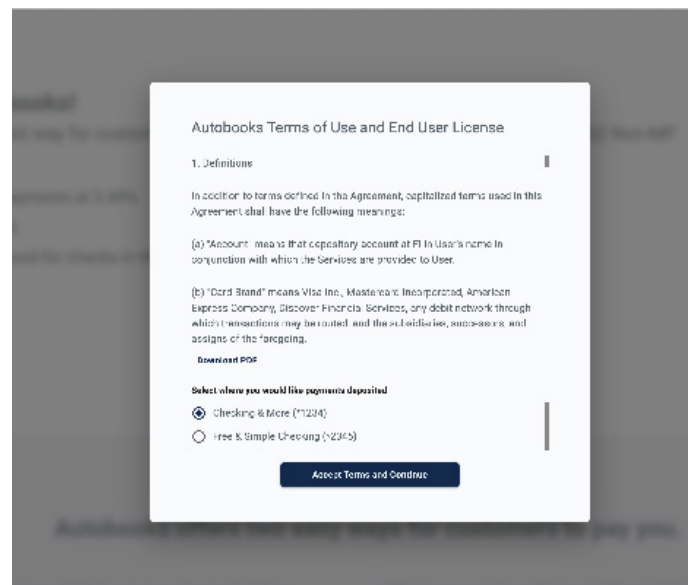 Autobooks Terms of Use and End User License
1. Definitions
In addition to terms defined in the Agreement, capitalized terms used in this
Agreement shall have the following meanings:
(a) "Account" means that depository account at FI in User's name in
conjunction with which the Services are provided to User.
(b) "Card Brand" means Visa Inc., Mastercard Incorporated, American
Express Company, Discover Financial Services, any debit network through
which transactions may be routed, and the subsidiaries, successors, and
assigns of the foregoing.
Download PDF
Select where you would like payments deposited
Checking & More (*1234)
Free & Simple Checking (*2345)
Accept Terms and Continue
Autobooks offers two easy ways for customers to pay you.